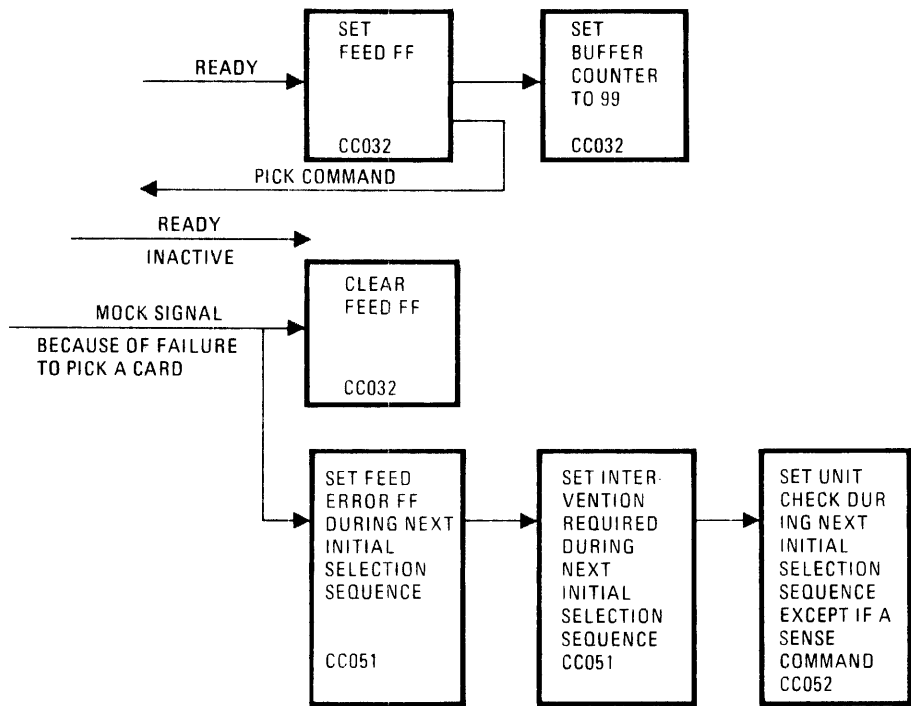 SET
FEED FF
CC032
SET
BUFFER
COUNTER
TO 99
CC032
READY
PICK COMMAND
READY
INACTIVE
CLEAR
FEED FF
CC032
MOCK SIGNAL
BECAUSE OF FAILURE
TO PICK A CARD
SET FEED
ERROR FF
DURING NEXT
INITIAL
SELECTION
SEQUENCE
CC051
SET INTER-
VENTION
REQUIRED
DURING
NEXT
INITIAL
SELECTION
SEQUENCE
CC051
SET UNIT
CHECK DUR
ING NEXT
INITIAL
SELECTION
SEQUENCE
EXCEPT IF A
SENSE
COMMAND
CC052